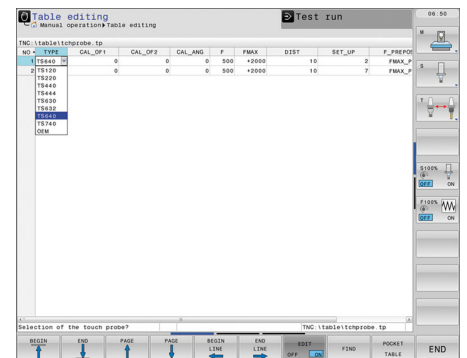 Table editing
Manual operation▶Table editing
Test run
06:50
TNC:\table\tchprobe.tp
NO TYPE CAL_OF1 CAL_OF2 CAL_ANG F FMAX DIST SET_UP F_PREPOS
1 TS640 0 0 0 500 +2000 10 2 FMAX_P
2 TS120 0 0 0 500 +2000 10 7 FMAX_P
TS220
TS440
TS444
TS630
TS632
TS640
TS740
OEM
M
S
T
S100%
OFF ON
F100%
OFF ON
Selection of the touch probe?
TNC:\table\tchprobe.tp
BEGIN
END
PAGE
PAGE
BEGIN LINE
END LINE
EDIT
OFF ON
FIND
POCKET TABLE
END